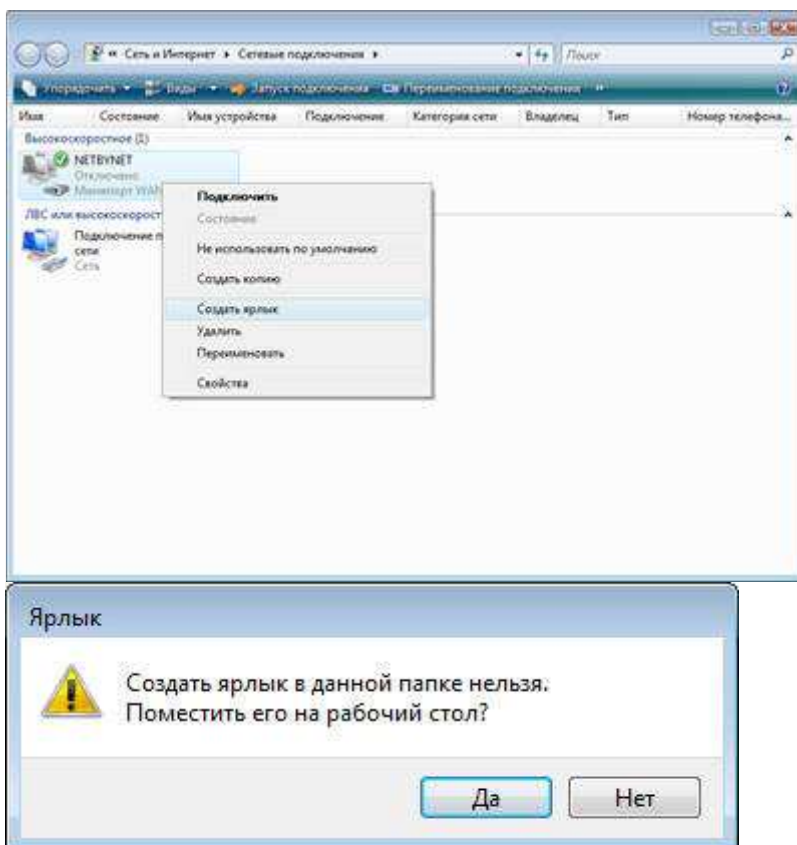 « Сеть и Интернет ▸ Сетевые подключения ▸
Поиск
Упорядочить Виды Запуск подключения Переименование подключения »
Имя Состояние Имя устройства Подключение Категория сети Владелец Тип Номер телефона...
Высокоскоростное (1)
NETBYNET
Отключено
Минипорт WAN
ЛВС или высокоскорост
Подключение п
сети
Сеть
Подключить
Состояние
Не использовать по умолчанию
Создать копию
Создать ярлык
Удалить
Переименовать
Свойства
Ярлык
Создать ярлык в данной папке нельзя.
Поместить его на рабочий стол?
Да Нет